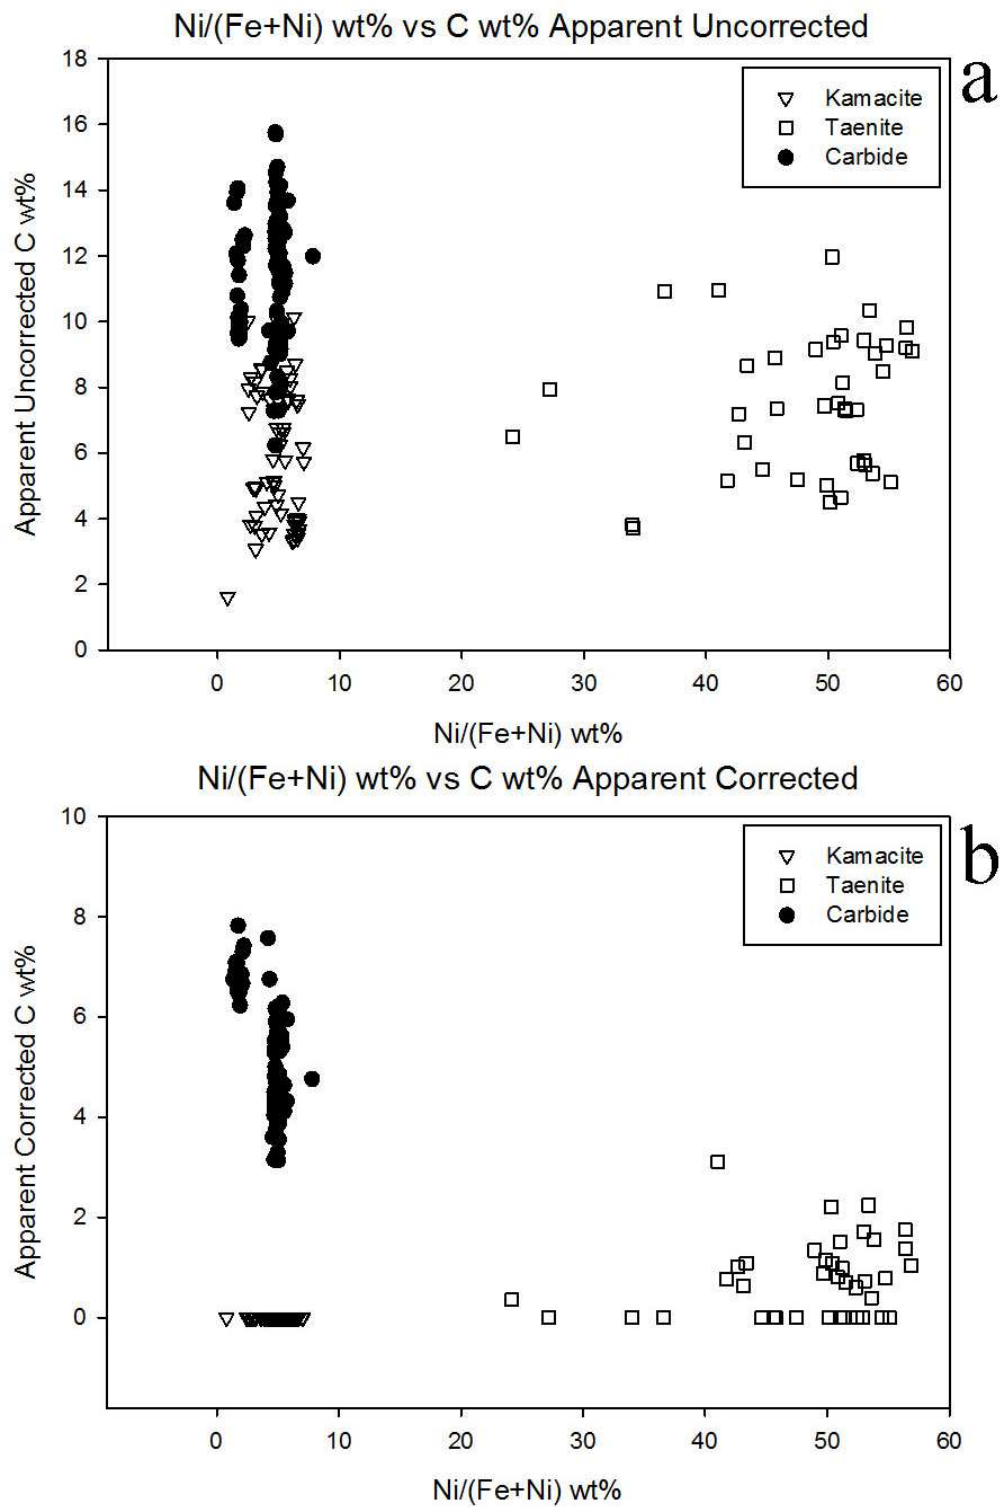 Ni/(Fe+Ni) wt% vs C wt% Apparent Uncorrected
a
18
16
14
12
10
8
6
4
2
0
Apparent Uncorrected C wt%
Kamacite
Taenite
Carbide
0 10 20 30 40 50 60
Ni/(Fe+Ni) wt%
Ni/(Fe+Ni) wt% vs C wt% Apparent Corrected
b
10
8
6
4
2
0
Apparent Corrected C wt%
Kamacite
Taenite
Carbide
0 10 20 30 40 50 60
Ni/(Fe+Ni) wt%